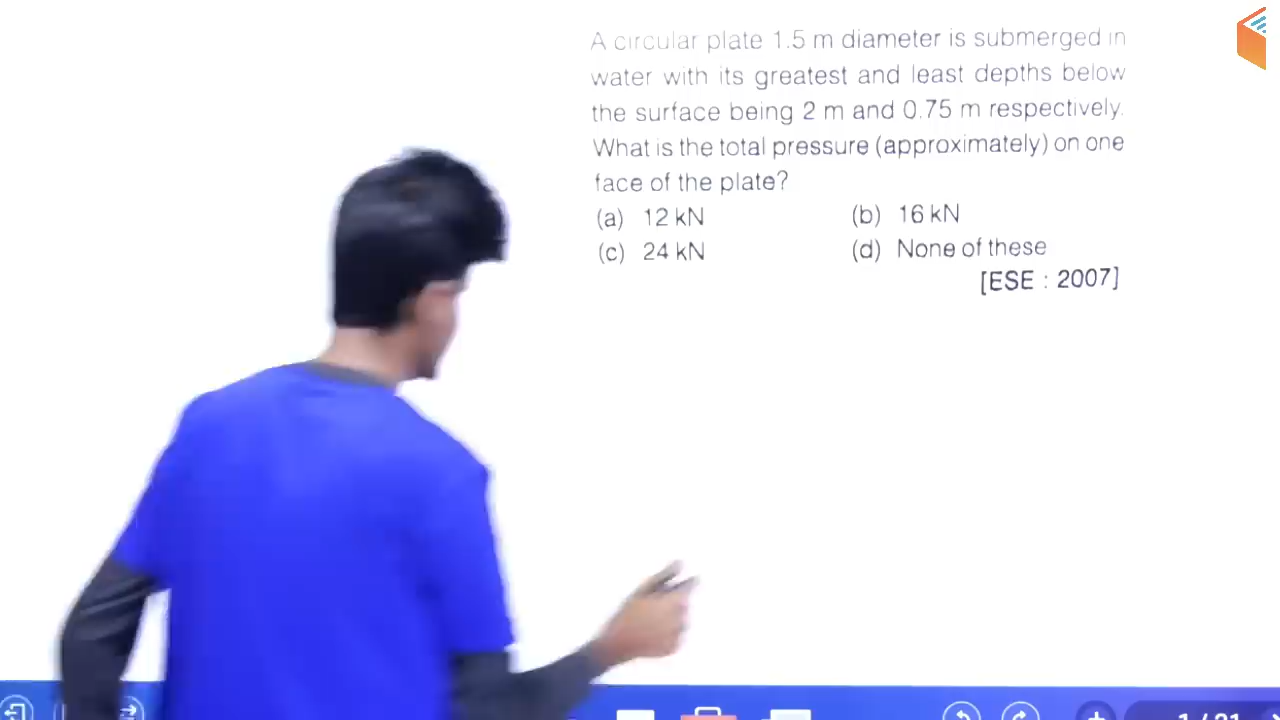 A circular plate 1.5 m diameter is submerged in
water with its greatest and least depths below
the surface being 2 m and 0.75 m respectively.
What is the total pressure (approximately) on one
face of the plate?
(a) 12 kN (b) 16 kN
(c) 24 kN (d) None of these
[ESE : 2007]